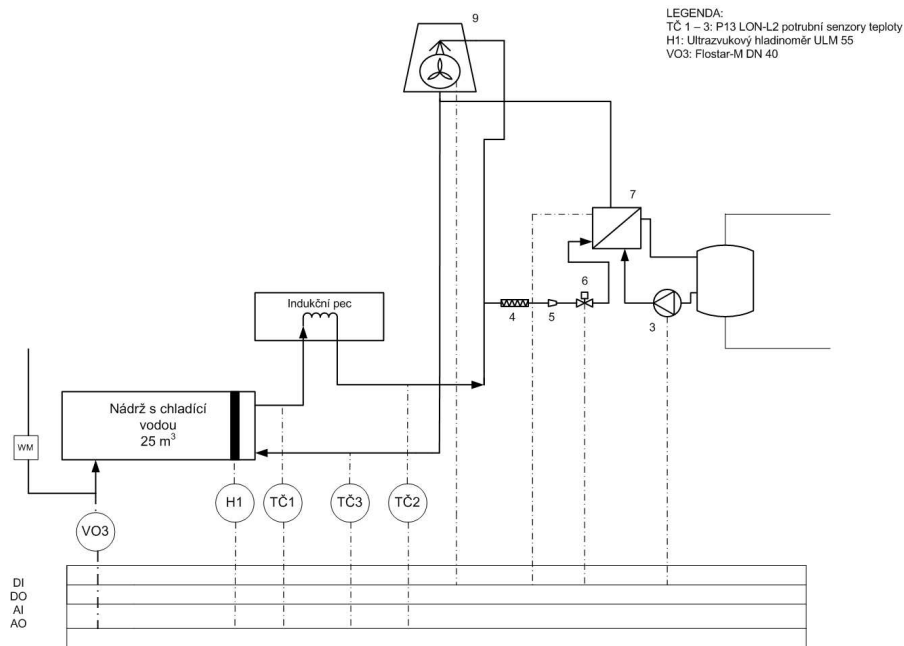 LEGENDA:
TČ 1 – 3: P13 LON-L2 potrubní senzory teploty
H1: Ultrazvukový hladinoměr ULM 55
VO3: Flostar-M DN 40
9
7
6
Indukční pec
4
5
3
Nádrž s chladící
vodou
25 m³
WM
H1
TČ1
TČ3
TČ2
VO3
DI
DO
AI
AO